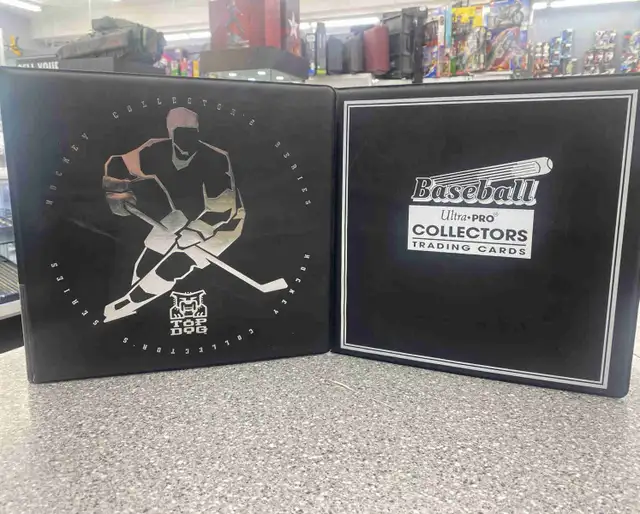 HOCKEY COLLECTOR'S SERIES
HOCKEY COLLECTOR'S SERIES
TOP
DOG
Baseball
Ultra•PRO®
COLLECTORS
TRADING CARDS